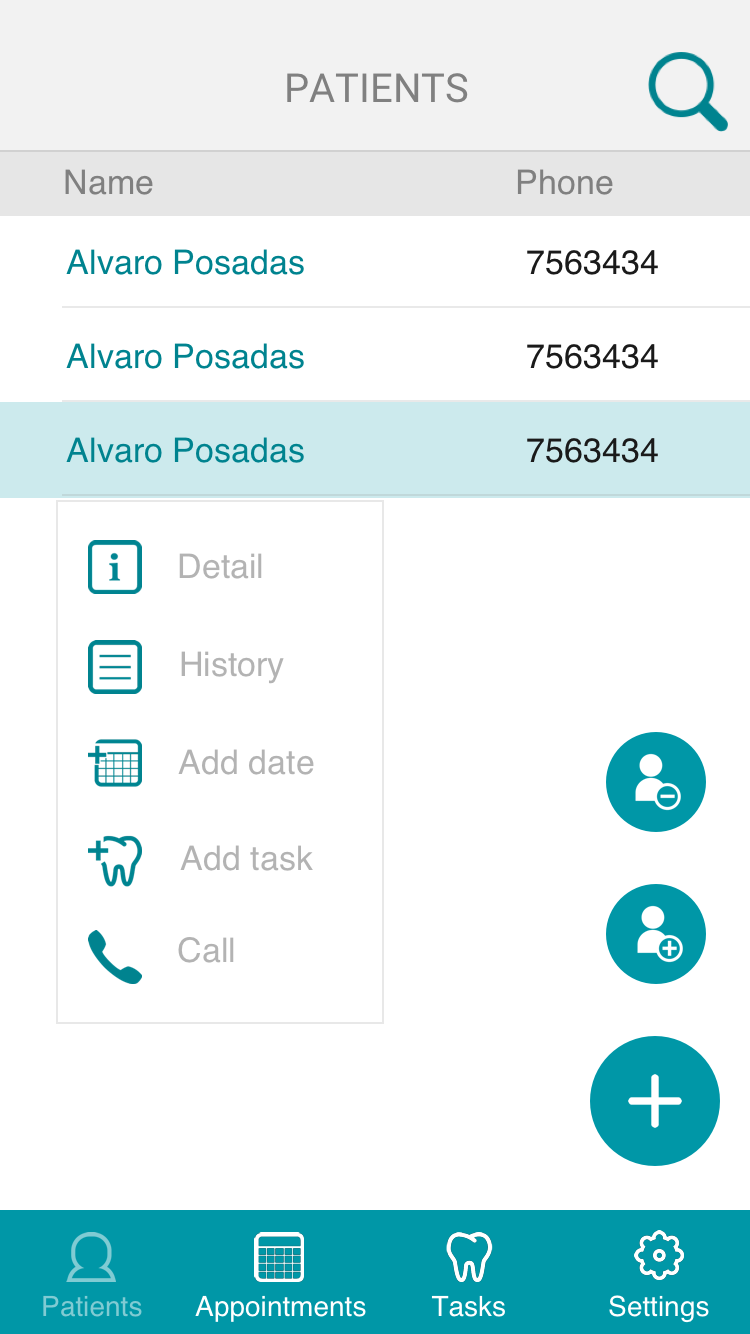 PATIENTS
Name Phone
Alvaro Posadas 7563434
Alvaro Posadas 7563434
Alvaro Posadas 7563434
Detail
History
Add date
Add task
Call
Patients Appointments Tasks Settings